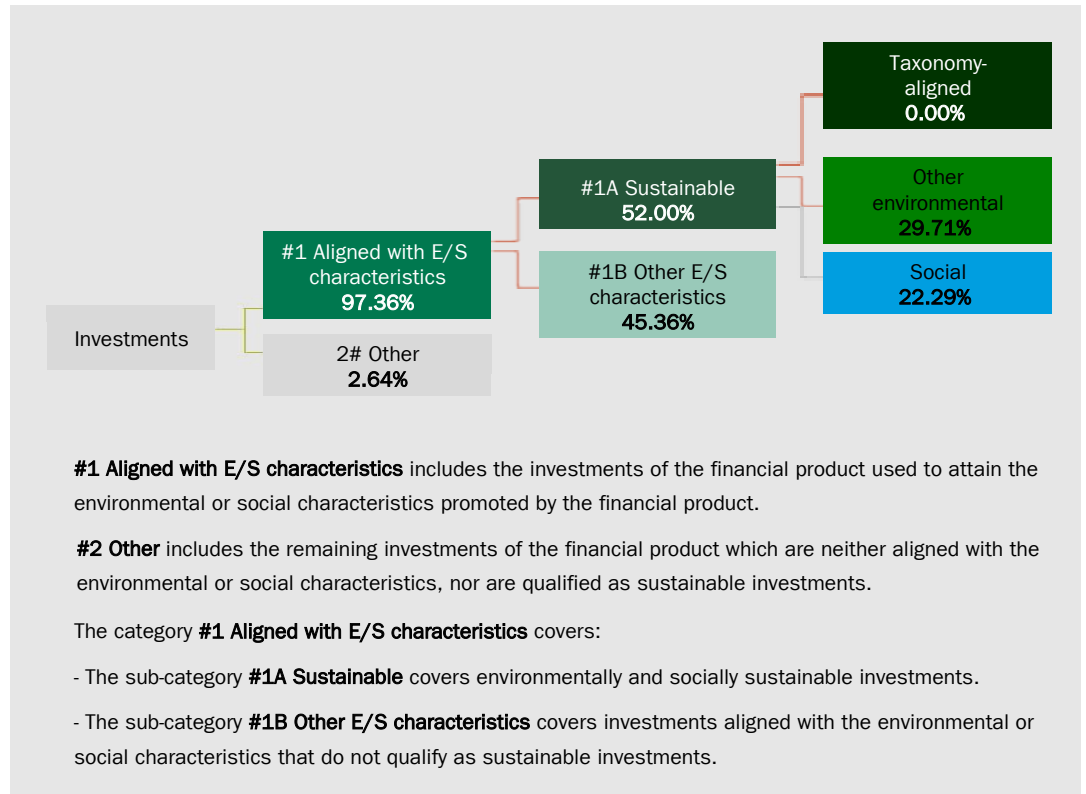 Taxonomy-
aligned
0.00%
#1A Sustainable
52.00%
Other
environmental
29.71%
#1 Aligned with E/S
characteristics
97.36%
#1B Other E/S
characteristics
45.36%
Social
22.29%
Investments
2# Other
2.64%
#1 Aligned with E/S characteristics includes the investments of the financial product used to attain the
environmental or social characteristics promoted by the financial product.
#2 Other includes the remaining investments of the financial product which are neither aligned with the
environmental or social characteristics, nor are qualified as sustainable investments.
The category #1 Aligned with E/S characteristics covers:
- The sub-category #1A Sustainable covers environmentally and socially sustainable investments.
- The sub-category #1B Other E/S characteristics covers investments aligned with the environmental or
social characteristics that do not qualify as sustainable investments.